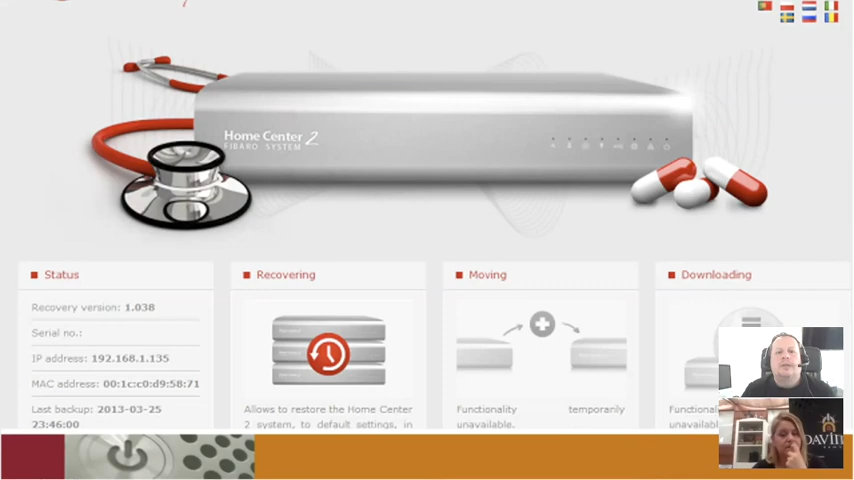 Home Center 2
FIBARO SYSTEM
Status
Recovery version: 1.038
Serial no.:
IP address: 192.168.1.135
MAC address: 00:1c:c0:d9:58:71
Last backup: 2013-03-25
23:46:00
Recovering
Allows to restore the Home Center
2 system, to default settings, in
Moving
Functionality temporarily
unavailable.
Downloading